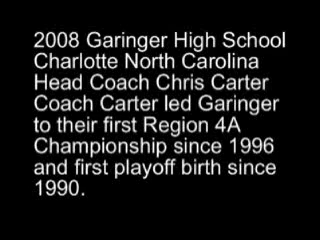 2008 Garinger High School
Charlotte North Carolina
Head Coach Chris Carter
Coach Carter led Garinger
to their first Region 4A
Championship since 1996
and first playoff birth since
1990.